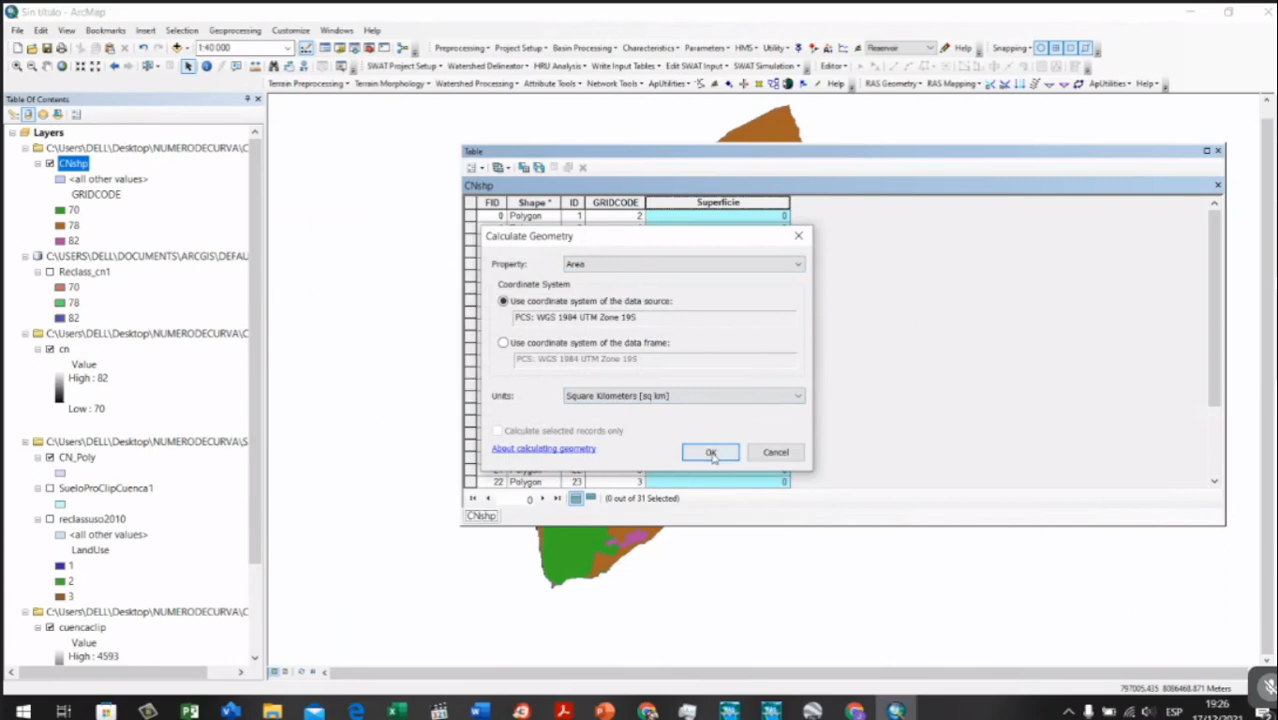 Sin título - ArcMap
File Edit View Bookmarks Insert Selection Geoprocessing Customize Windows Help
1:40 000 Preprocessing Project Setup Basin Processing Characteristics Parameters HMS Utility Reservoir Help Snapping
SWAT Project Setup Watershed Delineator HRU Analysis Write Input Tables Edit SWAT Input SWAT Simulation Editor
Terrain Preprocessing Terrain Morphology Watershed Processing Attribute Tools Network Tools ApUtilities Help RAS Geometry RAS Mapping ApUtilities Help
Table Of Contents
Layers
C:\Users\DELL\Desktop\NUMERODECURVA\C
CNshp
<all other values>
GRIDCODE
70
78
82
C:\USERS\DELL\DOCUMENTS\ARCGIS\DEFAL
Reclass_cn1
70
78
82
C:\Users\DELL\Desktop\NUMERODECURVA\C
cn
Value
High : 82
Low : 70
C:\Users\DELL\Desktop\NUMERODECURVA\S
CN_Poly
SueloProClipCuenca1
reclassuso2010
<all other values>
LandUse
1
2
3
C:\Users\DELL\Desktop\NUMERODECURVA\C
cuencaclip
Value
High : 4593
Table
CNshp
FID Shape * ID GRIDCODE Superficie
0 Polygon 1 2 0
Calculate Geometry
Property: Area
Coordinate System
Use coordinate system of the data source:
PCS: WGS 1984 UTM Zone 19S
Use coordinate system of the data frame:
PCS: WGS 1984 UTM Zone 19S
Units: Square Kilometers [sq km]
Calculate selected records only
About calculating geometry
OK Cancel
22 Polygon 23 3 0
0 (0 out of 31 Selected)
CNshp
797005.435 8086468.871 Meters
ESP
19:26
17/12/2021